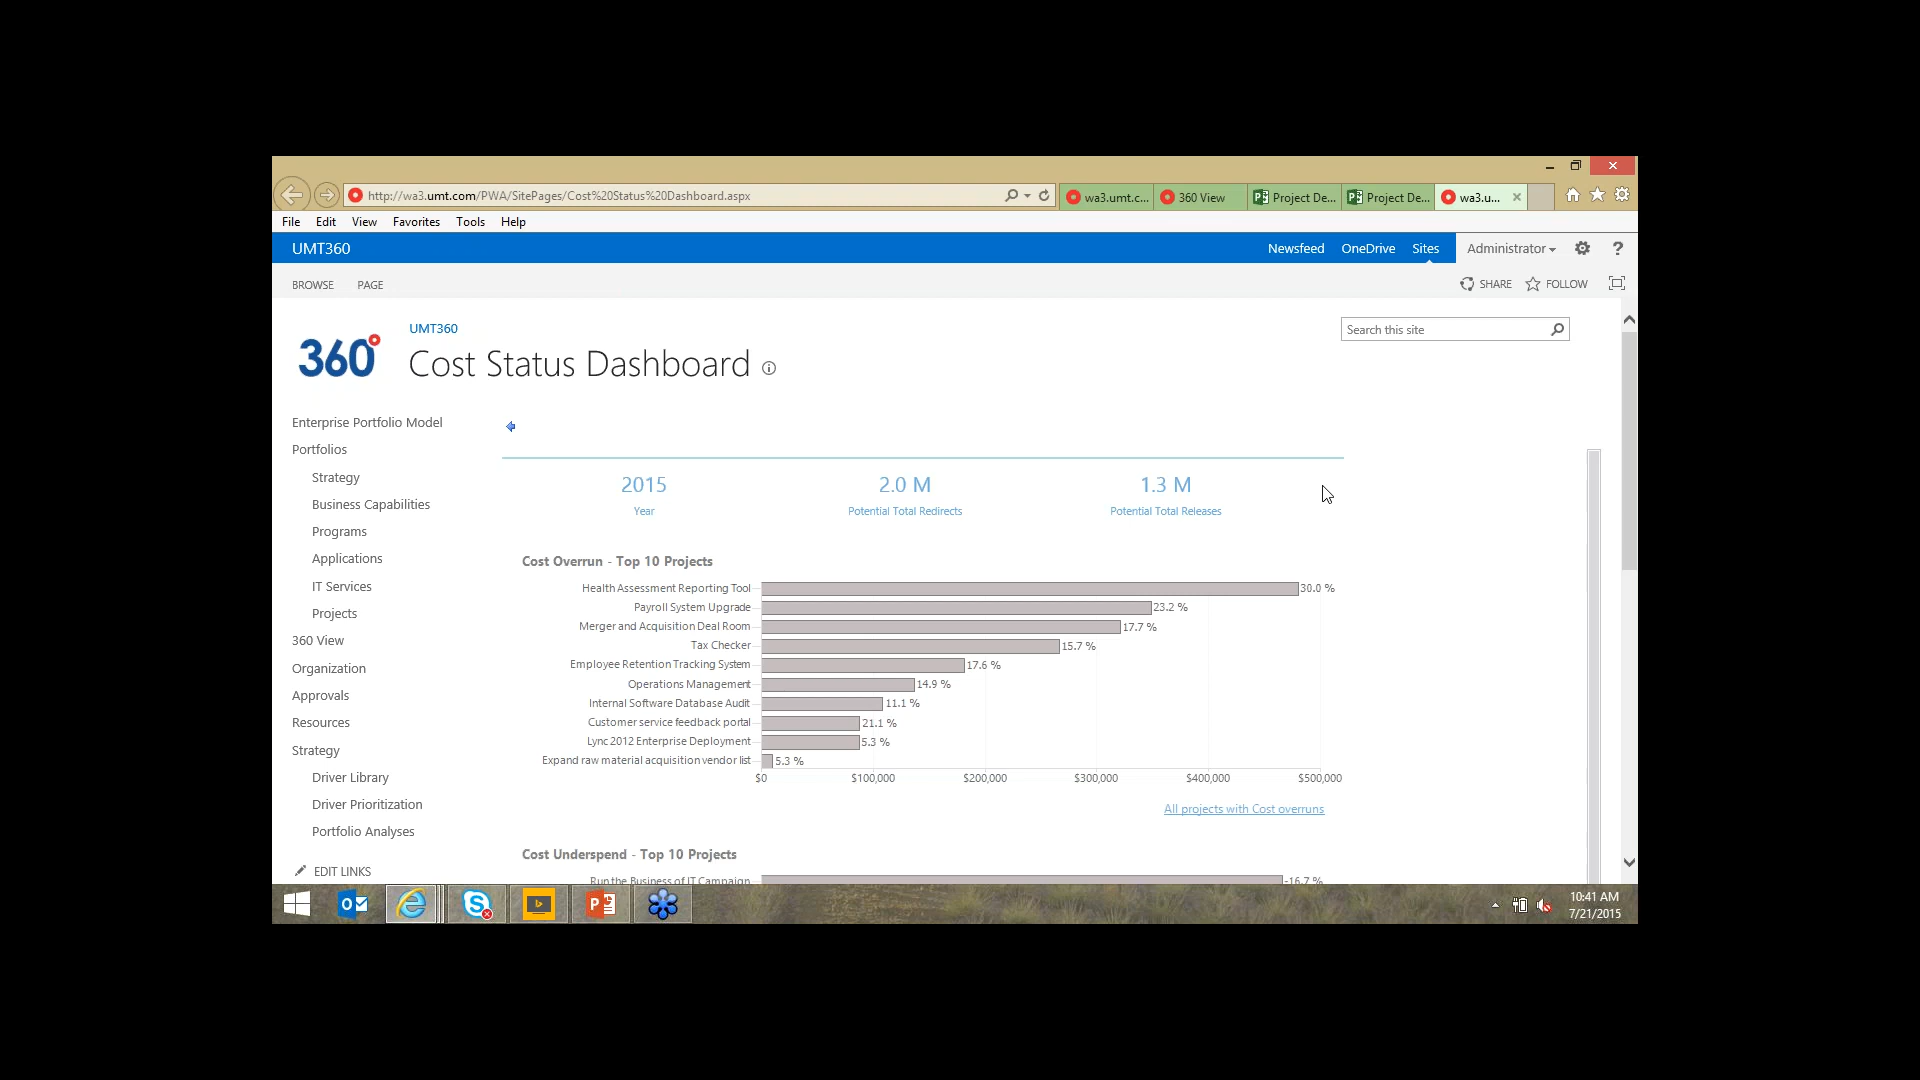 http://wa3.umt.com/PWA/SitePages/Cost%20Status%20Dashboard.aspx
wa3.umt.c...
360 View
Project De...
Project De...
wa3.u...
File Edit View Favorites Tools Help
UMT360
Newsfeed OneDrive Sites
Administrator
?
BROWSE PAGE
SHARE FOLLOW
360
UMT360
Cost Status Dashboard
Search this site
Enterprise Portfolio Model
Portfolios
Strategy
Business Capabilities
Programs
Applications
IT Services
Projects
360 View
Organization
Approvals
Resources
Strategy
Driver Library
Driver Prioritization
Portfolio Analyses
EDIT LINKS
2015
Year
2.0 M
Potential Total Redirects
1.3 M
Potential Total Releases
Cost Overrun - Top 10 Projects
Health Assessment Reporting Tool 30.0 %
Payroll System Upgrade 23.2 %
Merger and Acquisition Deal Room 17.7 %
Tax Checker 15.7 %
Employee Retention Tracking System 17.6 %
Operations Management 14.9 %
Internal Software Database Audit 11.1 %
Customer service feedback portal 21.1 %
Lync 2012 Enterprise Deployment 5.3 %
Expand raw material acquisition vendor list 5.3 %
$0 $100,000 $200,000 $300,000 $400,000 $500,000
All projects with Cost overruns
Cost Underspend - Top 10 Projects
Run the Business of IT Campaign -16.7 %
10:41 AM
7/21/2015